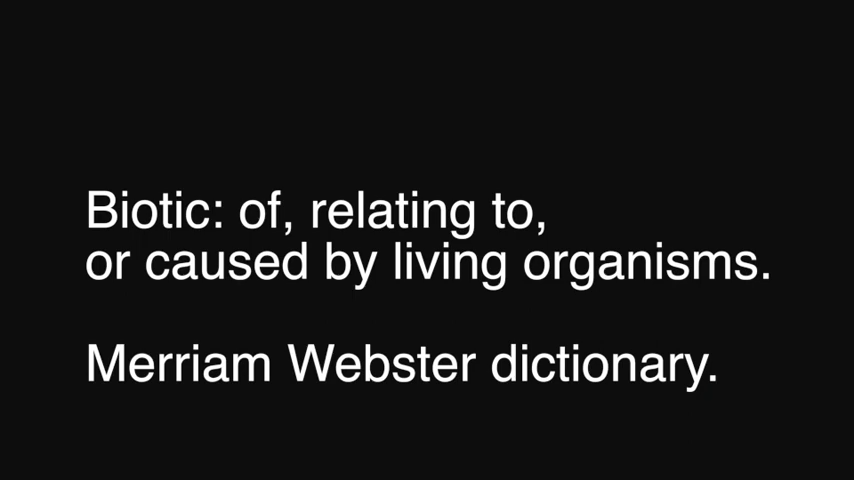 Biotic: of, relating to,
or caused by living organisms.
Merriam Webster dictionary.